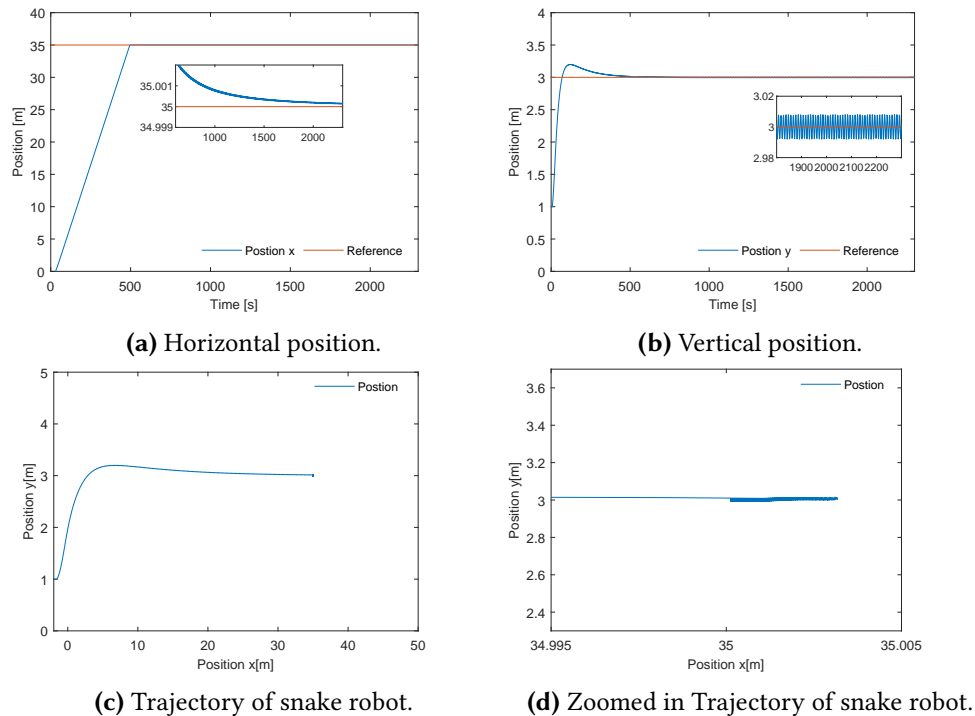 40
35
30
25
20
15
10
5
0
Position [m]
35.001
35
34.999
1000 1500 2000
Postion x Reference
0 500 1000 1500 2000
Time [s]
(a) Horizontal position.
4
3.5
3
2.5
2
1.5
1
0.5
0
Position [m]
3.02
3
2.98
1900 2000 2100 2200
Postion y Reference
0 500 1000 1500 2000
Time [s]
(b) Vertical position.
5
4
3
2
1
0
Position y[m]
Postion
0 10 20 30 40 50
Position x[m]
(c) Trajectory of snake robot.
3.6
3.4
3.2
3
2.8
2.6
2.4
Position y[m]
Postion
34.995 35 35.005
Position x[m]
(d) Zoomed in Trajectory of snake robot.